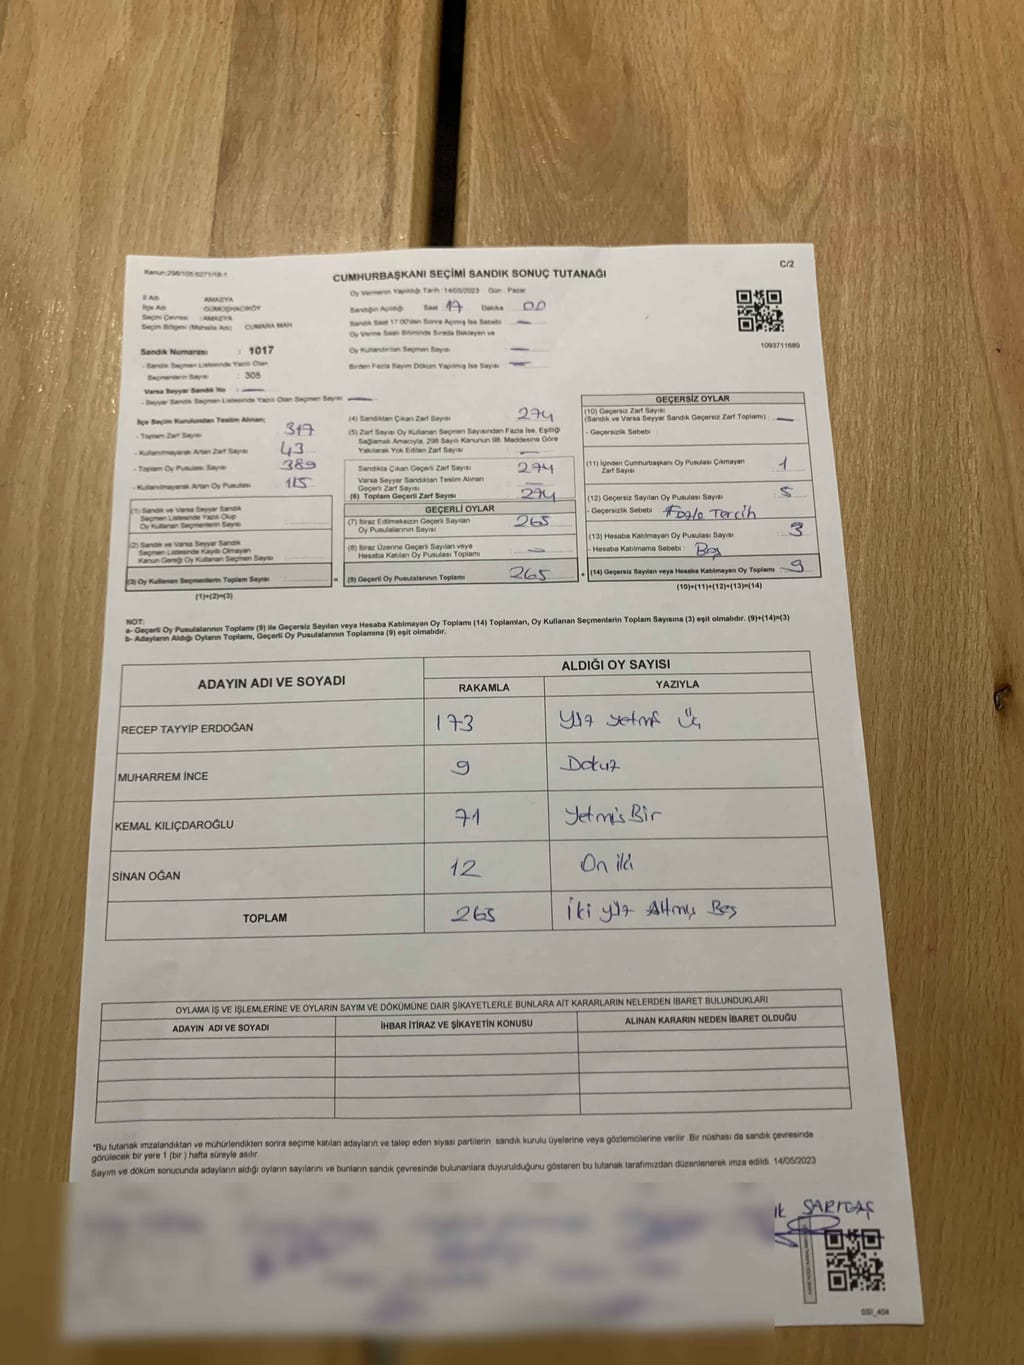 Kanun:298/105-6271/18-1
C/2
CUMHURBAŞKANI SEÇİMİ SANDIK SONUÇ TUTANAĞI
İl Adı : AMASYA
İlçe Adı : GÜMÜŞHACIKÖY
Seçim Çevresi : AMASYA
Seçim Bölgesi (Mahalle Adı) : CUMARA MAH
Oy Vermenin Yapıldığı Tarih :14/05/2023 Gün : Pazar
Sandığın Açıldığı Saat 17 Dakika 00
Sandık Saat 17:00'den Sonra Açımış İse Sebebi
Oy Verme Saati Bitiminde Sırada Bekleyen ve
Oy Kullandırılan Seçmen Sayısı
Birden Fazla Sayım Döküm Yapılmış İse Sayısı
1093711689
Sandık Numarası : 1017
- Sandık Seçmen Listesinde Yazılı Olan
Seçmenlerin Sayısı : 305
Varsa Seyyar Sandık No :
- Seyyar Sandık Seçmen Listesinde Yazılı Olan Seçmen Sayısı :
İlçe Seçim Kurulundan Teslim Alınan;
- Toplam Zarf Sayısı 317
- Kullanılmayarak Artan Zarf Sayısı 43
- Toplam Oy Pusulası Sayısı 389
- Kullanılmayarak Artan Oy Pusulası 115
(1) Sandık ve Varsa Seyyar Sandık
Seçmen Listesinde Yazılı Olup
Oy Kullanan Seçmenlerin Sayısı
(2) Sandık ve Varsa Seyyar Sandık
Seçmen Listesinde Kayıtlı Olmayan
Kanun Gereği Oy Kullanan Seçmen Sayısı
(3) Oy Kullanan Seçmenlerin Toplam Sayısı =
(1)+(2)=(3)
(4) Sandıktan Çıkan Zarf Sayısı 274
(5) Zarf Sayısı Oy Kullanan Seçmen Sayısından Fazla İse, Eşitliği
Sağlamak Amacıyla, 298 Sayılı Kanunun 98. Maddesine Göre
Yakılarak Yok Edilen Zarf Sayısı
Sandıkta Çıkan Geçerli Zarf Sayısı 274
Varsa Seyyar Sandıktan Teslim Alınan
Geçerli Zarf Sayısı
(6) Toplam Geçerli Zarf Sayısı 274
GEÇERLİ OYLAR
(7) İtiraz Edilmeksizin Geçerli Sayılan
Oy Pusulalarının Sayısı 265
(8) İtiraz Üzerine Geçerli Sayılan veya
Hesaba Katılan Oy Pusulası Toplamı
(9) Geçerli Oy Pusulalarının Toplamı 265 +
GEÇERSİZ OYLAR
(10) Geçersiz Zarf Sayısı
(Sandık ve Varsa Seyyar Sandık Geçersiz Zarf Toplamı) :
- Geçersizlik Sebebi :
(11) İçinden Cumhurbaşkanı Oy Pusulası Çıkmayan
Zarf Sayısı 1
(12) Geçersiz Sayılan Oy Pusulası Sayısı 5
- Geçersizlik Sebebi : Fazla Tercih
(13) Hesaba Katılmayan Oy Pusulası Sayısı 3
- Hesaba Katılmama Sebebi : Boş
(14) Geçersiz Sayılan veya Hesaba Katılmayan Oy Toplamı 9
(10)+(11)+(12)+(13)=(14)
NOT:
a- Geçerli Oy Pusulalarının Toplamı (9) ile Geçersiz Sayılan veya Hesaba Katılmayan Oy Toplamı (14) Toplamları, Oy Kullanan Seçmenlerin Toplam Sayısına (3) eşit olmalıdır. (9)+(14)=(3)
b- Adayların Aldığı Oyların Toplamı, Geçerli Oy Pusulalarının Toplamına (9) eşit olmalıdır.
ADAYIN ADI VE SOYADI
ALDIĞI OY SAYISI
RAKAMLA YAZIYLA
RECEP TAYYİP ERDOĞAN 173 Yüz yetmiş Üç
MUHARREM İNCE 9 Dokuz
KEMAL KILIÇDAROĞLU 71 Yetmiş Bir
SİNAN OĞAN 12 On iki
TOPLAM 265 İki yüz Altmış Beş
OYLAMA İŞ VE İŞLEMLERİNE VE OYLARIN SAYIM VE DÖKÜMÜNE DAİR ŞİKAYETLERLE BUNLARA AİT KARARLARIN NELERDEN İBARET BULUNDUKLARI
ADAYIN ADI VE SOYADI İHBAR İTİRAZ VE ŞİKAYETİN KONUSU ALINAN KARARIN NEDEN İBARET OLDUĞU
*Bu tutanak imzalandıktan ve mühürlendikten sonra seçime katılan adayların ve talep eden siyasi partilerin sandık kurulu üyelerine veya gözlemcilerine verilir .Bir nüshası da sandık çevresinde
görülecek bir yere 1 (bir ) hafta süreyle asılır.
Sayım ve döküm sonucunda adayların aldığı oyların sayılarını ve bunların sandık çevresinde bulunanlara duyurulduğunu gösteren bu tutanak tarafımızdan düzenlenerek imza edildi. 14/05/2023
SSI_404